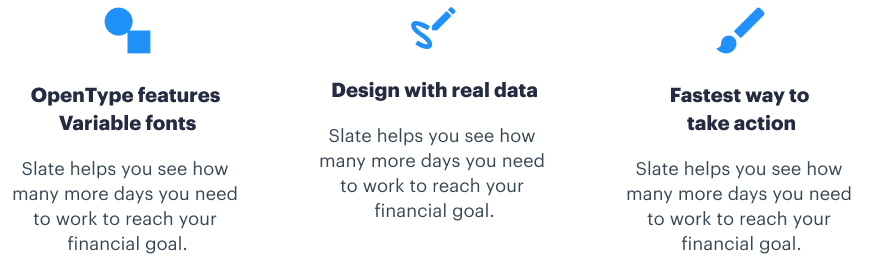 OpenType features
Variable fonts
Slate helps you see how
many more days you need
to work to reach your
financial goal.
Design with real data
Slate helps you see how
many more days you need
to work to reach your
financial goal.
Fastest way to
take action
Slate helps you see how
many more days you need
to work to reach your
financial goal.